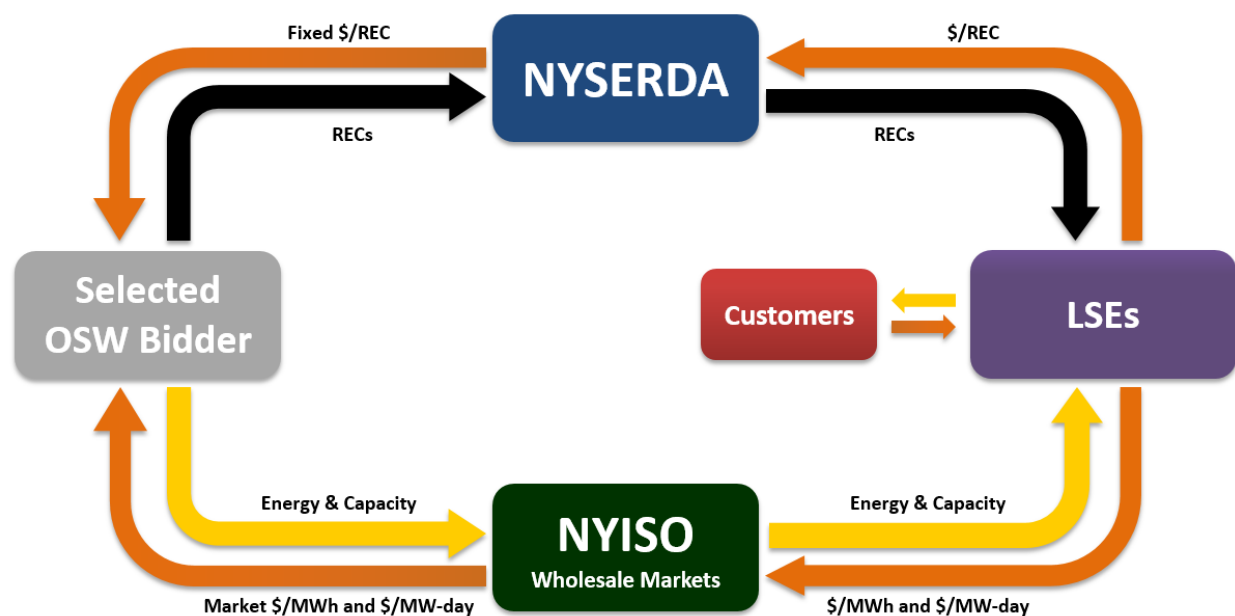 Fixed $/REC
$/REC
NYSERDA
RECs
RECs
Selected
OSW Bidder
Customers
LSEs
Energy & Capacity
Energy & Capacity
NYISO
Wholesale Markets
Market $/MWh and $/MW-day
$/MWh and $/MW-day